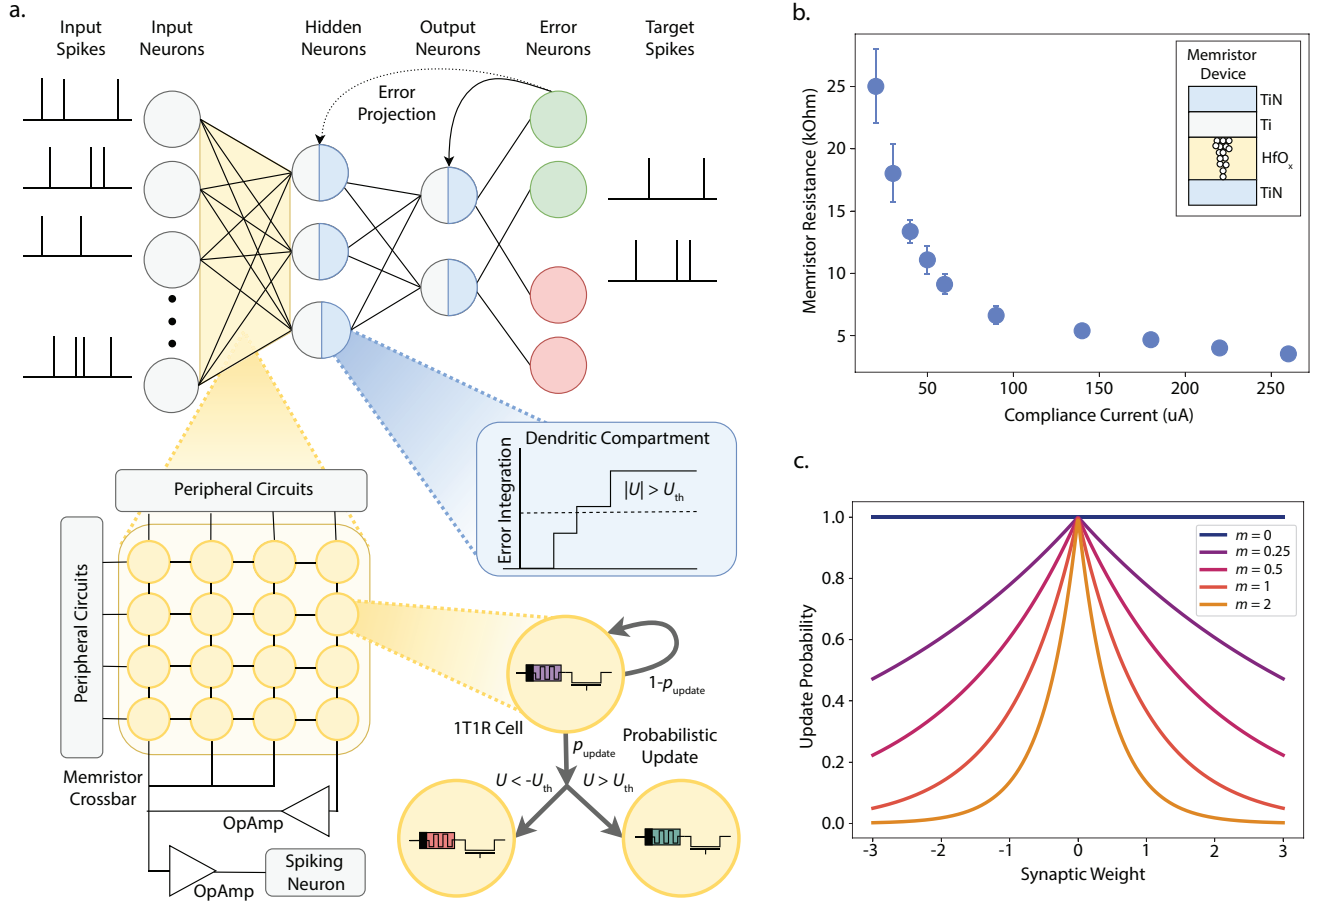 a.
Input
Spikes
Input
Neurons
Hidden
Neurons
Output
Neurons
Error
Neurons
Target
Spikes
Error
Projection
Dendritic Compartment
Error Integration
|U| > Uth
Peripheral Circuits
Peripheral Circuits
Memristor
Crossbar
OpAmp
OpAmp
Spiking
Neuron
1T1R Cell
1-pupdate
pupdate
Probabilistic
Update
U < -Uth
U > Uth
b.
Memristor Resistance (kOhm)
25
20
15
10
5
50
100
150
200
250
Compliance Current (uA)
Memristor
Device
TiN
Ti
HfOx
TiN
c.
Update Probability
1.0
0.8
0.6
0.4
0.2
0.0
-3
-2
-1
0
1
2
3
Synaptic Weight
m = 0
m = 0.25
m = 0.5
m = 1
m = 2